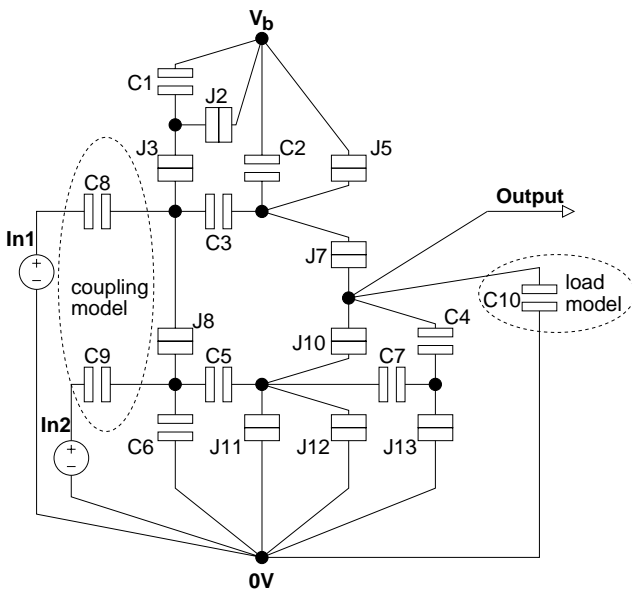 Vb
C1
J2
J3
C2
J5
C8
C3
Output
In1
J7
coupling
model
load
model
C10
C4
J8
J10
C9
C5
C7
In2
C6
J11
J12
J13
0V
+
−
+
−